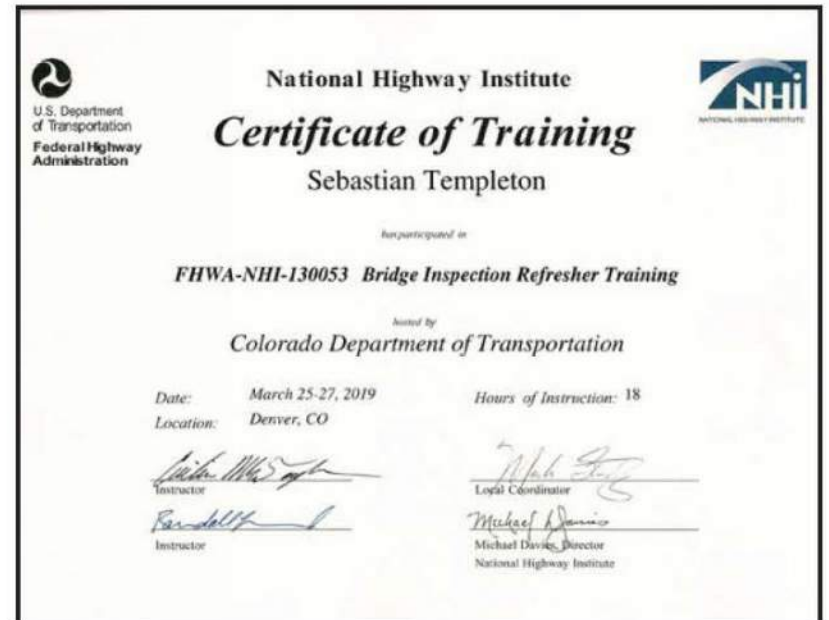 U.S. Department
of Transportation
Federal Highway
Administration
National Highway Institute
NHI
NATIONAL HIGHWAY INSTITUTE
Certificate of Training
Sebastian Templeton
has participated in
FHWA-NHI-130053 Bridge Inspection Refresher Training
hosted by
Colorado Department of Transportation
Date: March 25-27, 2019
Location: Denver, CO
Hours of Instruction: 18
Instructor
Local Coordinator
Instructor
Michael Davies, Director
National Highway Institute